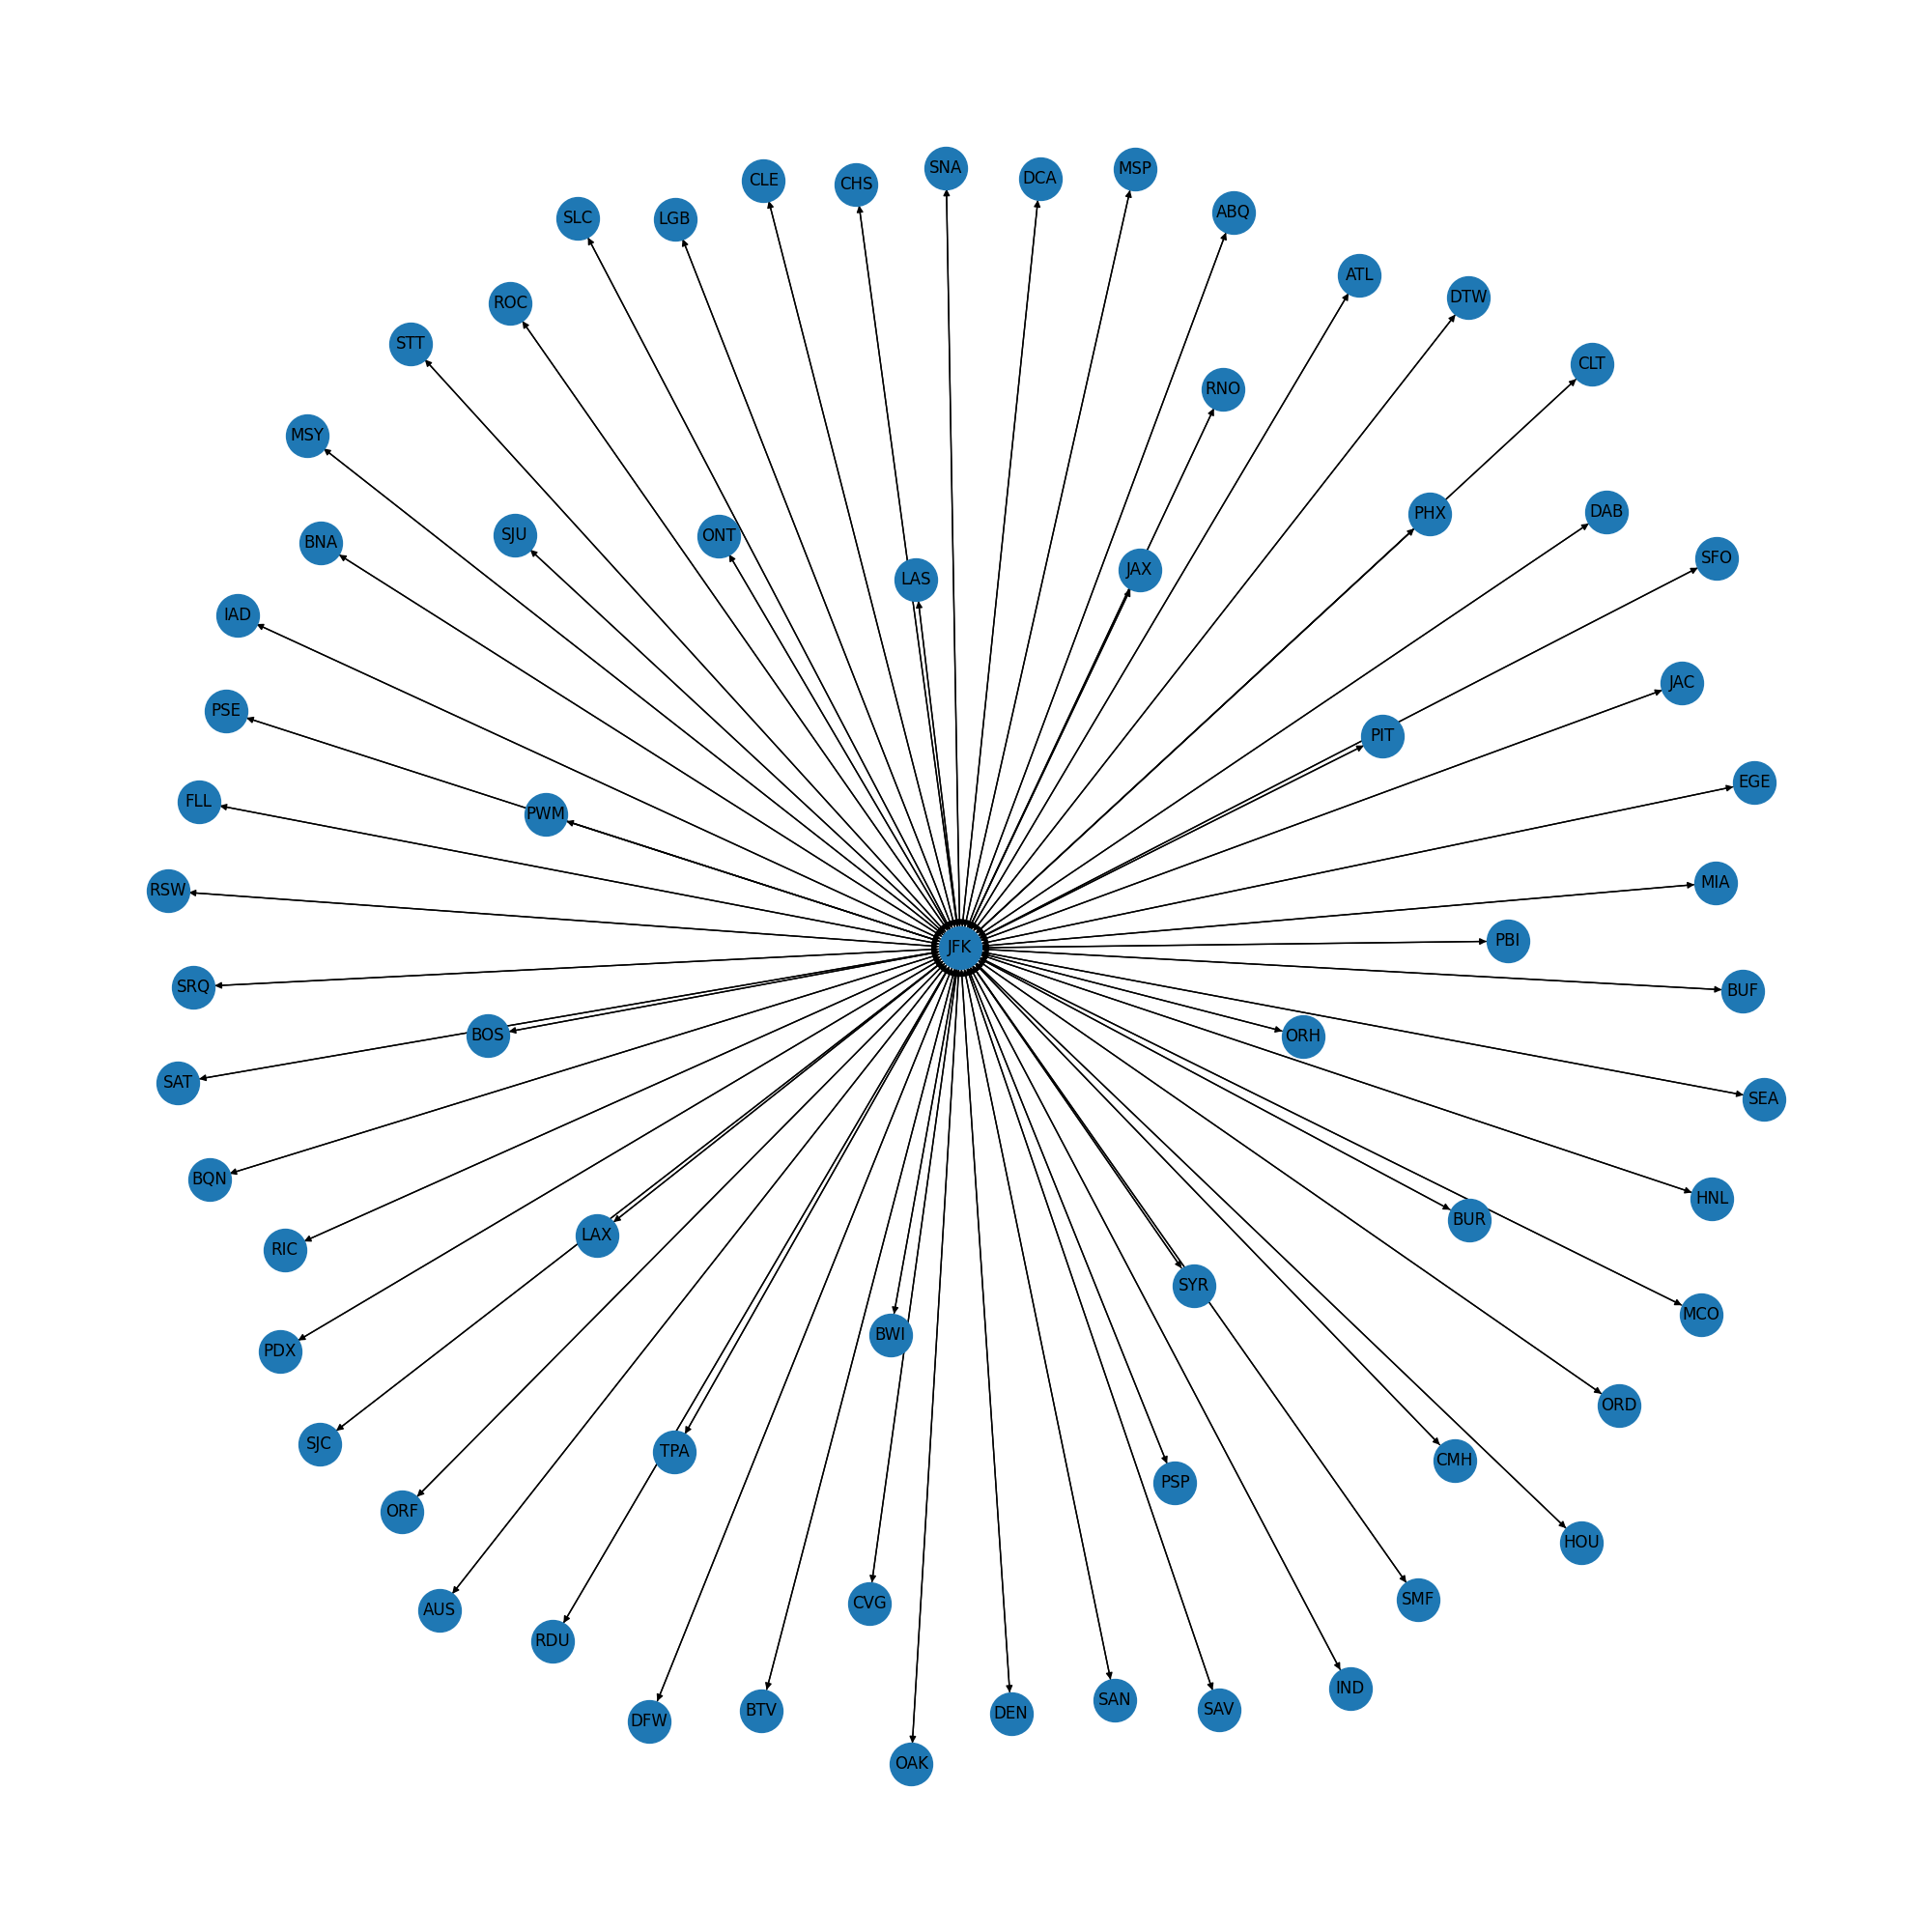 SNA
MSP
DCA
CLE
CHS
ABQ
SLC
LGB
ATL
DTW
ROC
STT
CLT
RNO
MSY
DAB
PHX
SJU
ONT
BNA
SFO
JAX
LAS
IAD
JAC
PSE
PIT
EGE
FLL
PWM
MIA
RSW
PBI
JFK
SRQ
BUF
BOS
ORH
SAT
SEA
BQN
HNL
BUR
LAX
RIC
SYR
MCO
BWI
PDX
ORD
SJC
TPA
CMH
PSP
ORF
HOU
SMF
CVG
AUS
RDU
IND
SAN
SAV
BTV
DEN
DFW
OAK